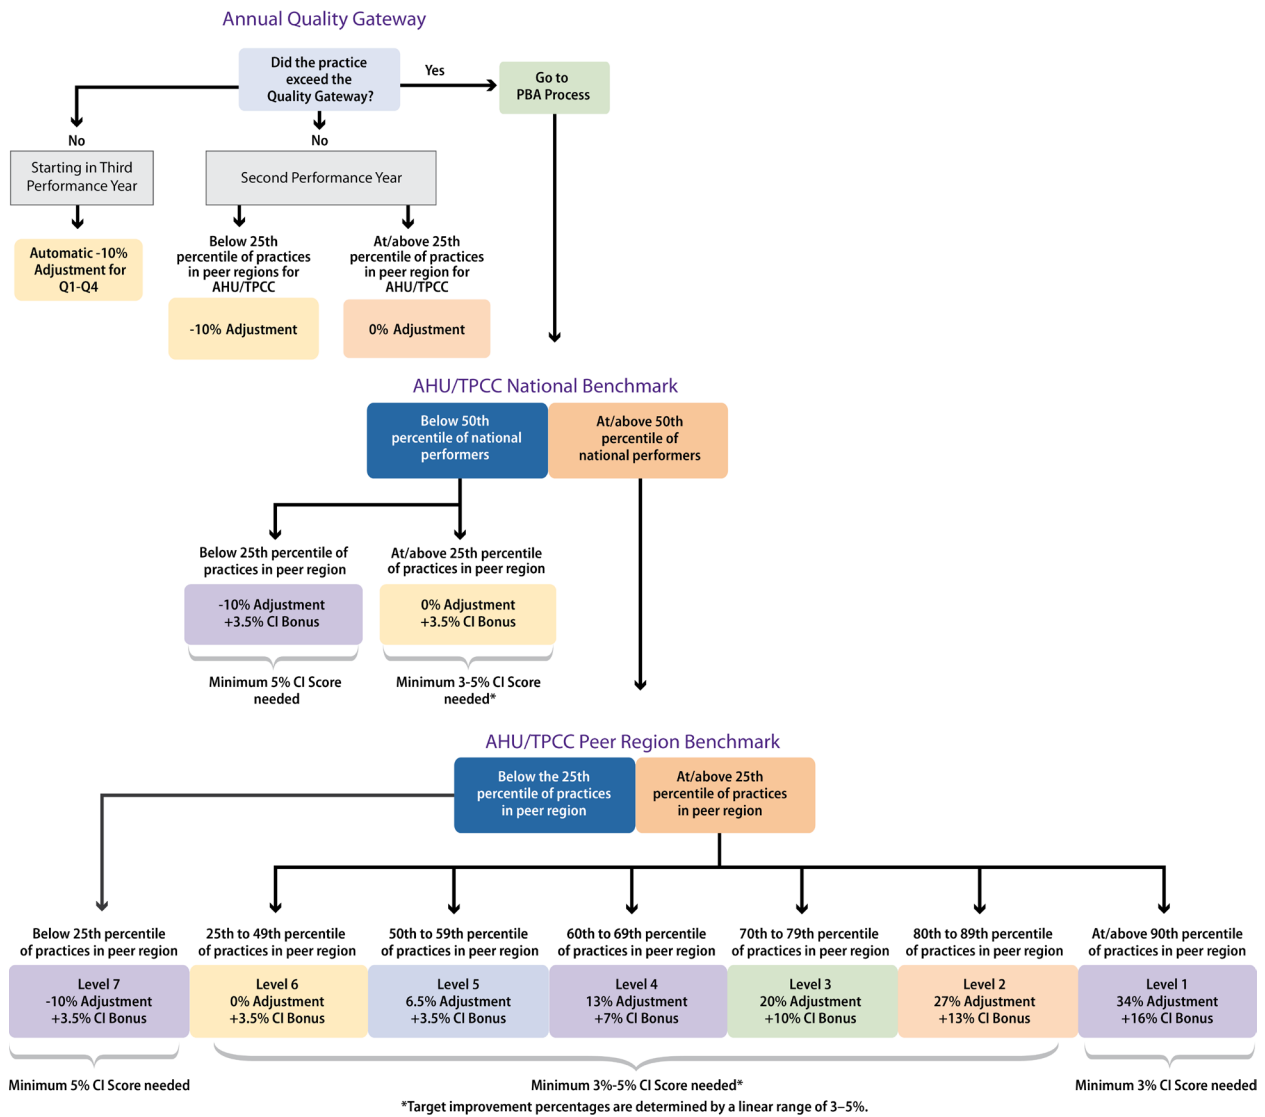 Annual Quality Gateway
Did the practice
exceed the
Quality Gateway?
Yes
Go to
PBA Process
No
No
Starting in Third
Performance Year
Second Performance Year
Automatic -10%
Adjustment for
Q1-Q4
Below 25th
percentile of practices
in peer regions for
AHU/TPCC
-10% Adjustment
At/above 25th
percentile of practices
in peer region for
AHU/TPCC
0% Adjustment
AHU/TPCC National Benchmark
Below 50th
percentile of national
performers
At/above 50th
percentile of
national performers
Below 25th percentile of
practices in peer region
-10% Adjustment
+3.5% CI Bonus
Minimum 5% CI Score
needed
At/above 25th percentile
of practices in peer region
0% Adjustment
+3.5% CI Bonus
Minimum 3-5% CI Score
needed*
AHU/TPCC Peer Region Benchmark
Below the 25th
percentile of practices
in peer region
At/above 25th
percentile of practices
in peer region
Below 25th percentile
of practices in peer region
Level 7
-10% Adjustment
+3.5% CI Bonus
25th to 49th percentile
of practices in peer region
Level 6
0% Adjustment
+3.5% CI Bonus
50th to 59th percentile
of practices in peer region
Level 5
6.5% Adjustment
+3.5% CI Bonus
60th to 69th percentile
of practices in peer region
Level 4
13% Adjustment
+7% CI Bonus
70th to 79th percentile
of practices in peer region
Level 3
20% Adjustment
+10% CI Bonus
80th to 89th percentile
of practices in peer region
Level 2
27% Adjustment
+13% CI Bonus
At/above 90th percentile
of practices in peer region
Level 1
34% Adjustment
+16% CI Bonus
Minimum 5% CI Score needed
Minimum 3%-5% CI Score needed*
Minimum 3% CI Score needed
*Target improvement percentages are determined by a linear range of 3–5%.